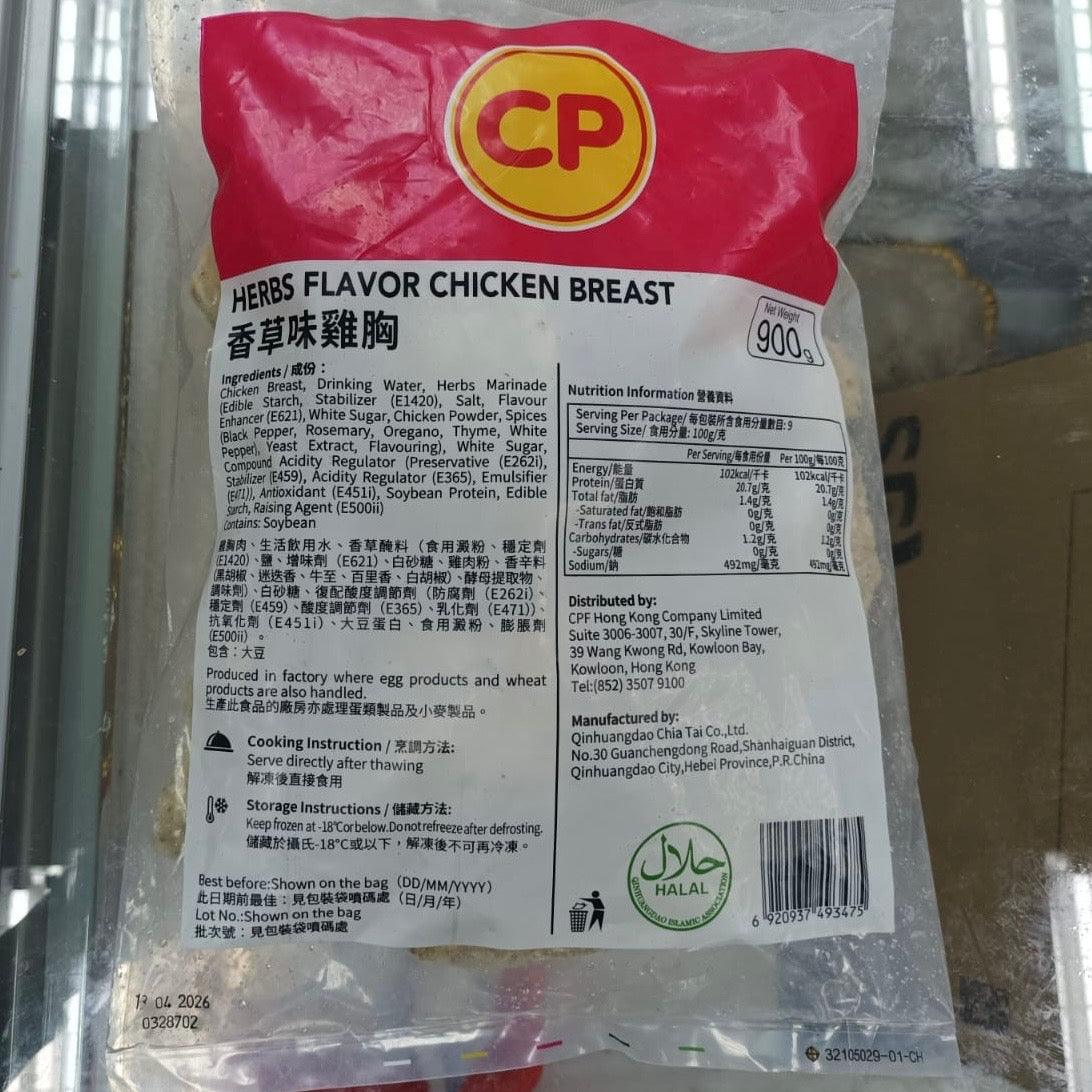 CP
HERBS FLAVOR CHICKEN BREAST
香草味雞胸
Net Weight
900g
Ingredients / 成份：
Chicken Breast, Drinking Water, Herbs Marinade
(Edible Starch, Stabilizer (E1420), Salt, Flavour
Enhancer (E621), White Sugar, Chicken Powder, Spices
(Black Pepper, Rosemary, Oregano, Thyme, White
Pepper), Yeast Extract, Flavouring), White Sugar,
Compound Acidity Regulator (Preservative (E262i),
Stabilizer (E459), Acidity Regulator (E365), Emulsifier
(E471)), Antioxidant (E451i), Soybean Protein, Edible
Starch, Raising Agent (E500ii)
Contains: Soybean
雞胸肉、生活飲用水、香草醃料（食用澱粉、穩定劑
(E1420)、鹽、增味劑（E621）、白砂糖、雞肉粉、香辛料
（黑胡椒、迷迭香、牛至、百里香、白胡椒）、酵母提取物、
調味劑）、白砂糖、復配酸度調節劑（防腐劑（E262i）、
穩定劑（E459）、酸度調節劑（E365）、乳化劑（E471））、
抗氧化劑（E451i）、大豆蛋白、食用澱粉、膨脹劑
(E500ii）。
包含：大豆
Produced in factory where egg products and wheat
products are also handled.
生產此食品的廠房亦處理蛋類製品及小麥製品。
Cooking Instruction / 烹調方法:
Serve directly after thawing
解凍後直接食用
Storage Instructions / 儲藏方法:
Keep frozen at -18°C or below. Do not refreeze after defrosting.
儲藏於攝氏-18°C或以下，解凍後不可再冷凍。
Best before:Shown on the bag（DD/MM/YYYY）
此日期前最佳：見包裝袋噴碼處（日/月/年）
Lot No.:Shown on the bag
批次號：見包裝袋噴碼處
Nutrition Information 營養資料
Serving Per Package/ 每包裝所含食用分量數目: 9
Serving Size/ 食用分量: 100g/克
Per Serving/每食用份量 Per 100g/每100克
Energy/能量 102kcal/千卡 102kcal/千卡
Protein/蛋白質 20.7g/克 20.7g/克
Total fat/脂肪 1.4g/克 1.4g/克
-Saturated fat/飽和脂肪 0g/克 0g/克
-Trans fat/反式脂肪 0g/克 0g/克
Carbohydrates/碳水化合物 1.2g/克 1.2g/克
-Sugars/糖 0g/克 0g/克
Sodium/鈉 492mg/毫克 492mg/毫克
Distributed by:
CPF Hong Kong Company Limited
Suite 3006-3007, 30/F, Skyline Tower,
39 Wang Kwong Rd, Kowloon Bay,
Kowloon, Hong Kong
Tel:(852) 3507 9100
Manufactured by:
Qinhuangdao Chia Tai Co.,Ltd.
No.30 Guanchengdong Road,Shanhaiguan District,
Qinhuangdao City,Hebei Province,P.R.China
حلال
HALAL
QINHUANGDAO ISLAMIC ASSOCIATION
6 920937 493475
04 2026
0328702
32105029-01-CH